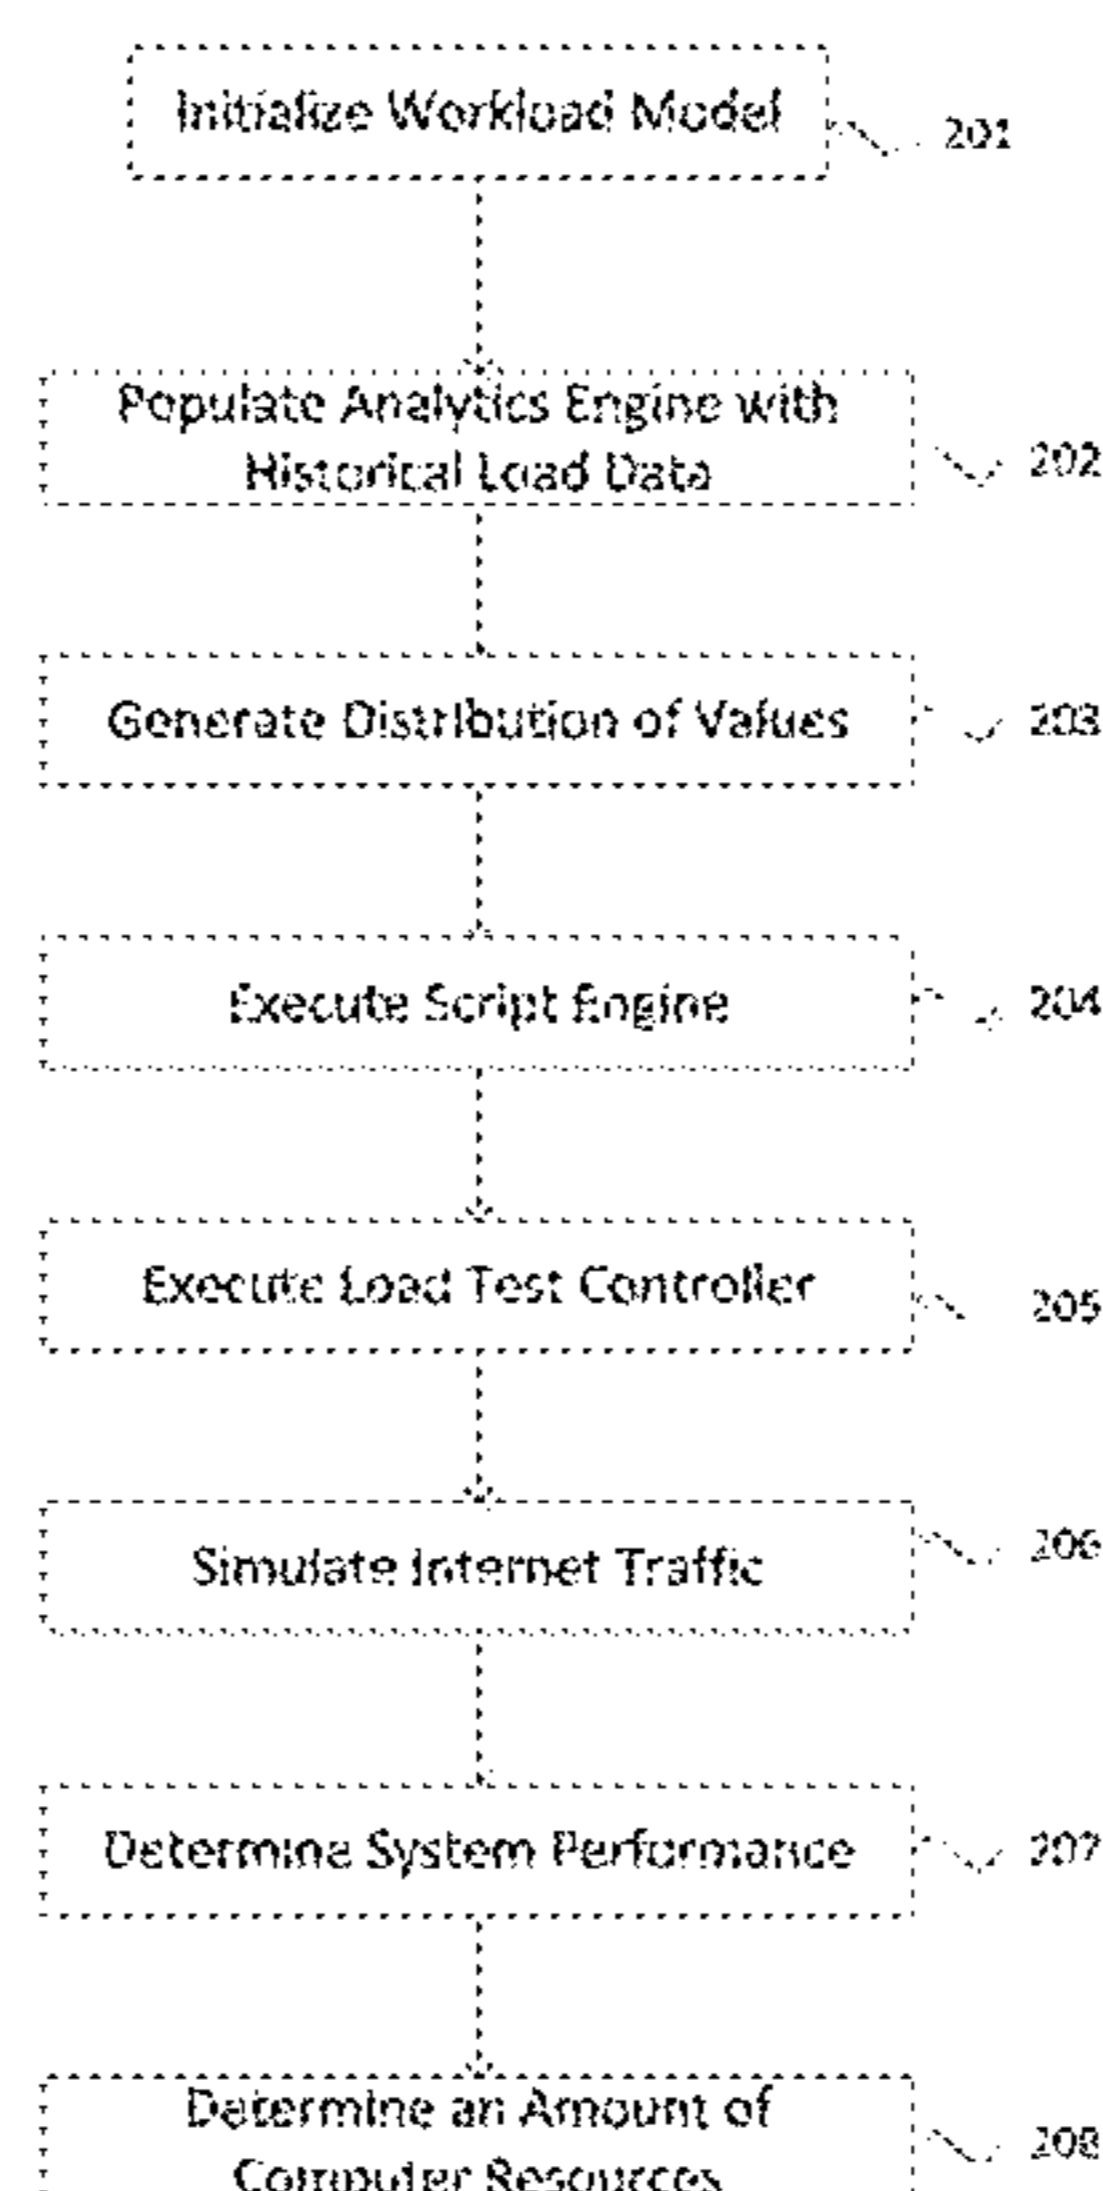 Initialize Workload Model
201
Populate Analytics Engine with
Historical Load Data
202
Generate Distribution of Values
203
Execute Script Engine
204
Execute Load Test Controller
205
Simulate Internet Traffic
206
Determine System Performance
207
Determine an Amount of
Computer Resources
208